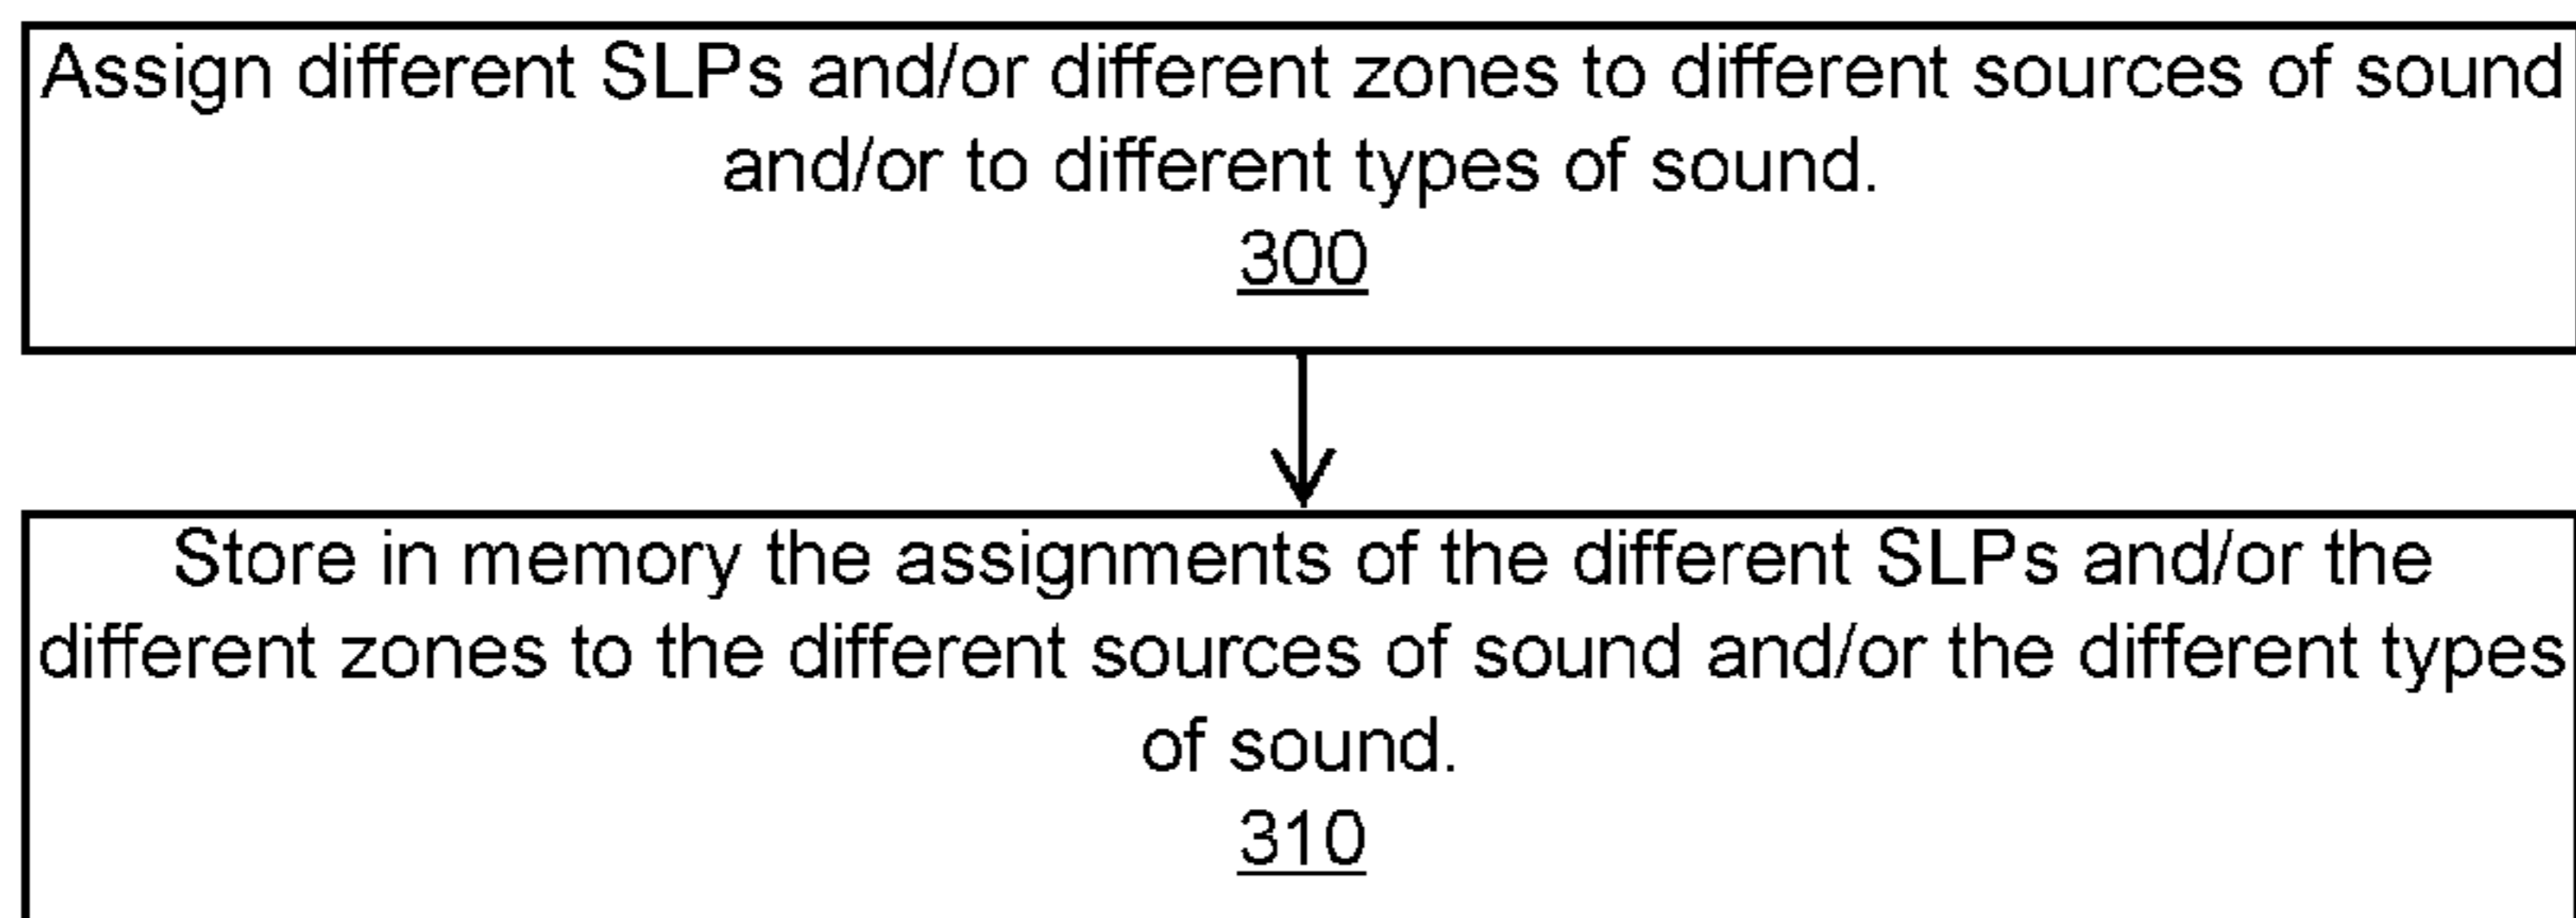 Assign different SLPs and/or different zones to different sources of sound
and/or to different types of sound.
300
Store in memory the assignments of the different SLPs and/or the
different zones to the different sources of sound and/or the different types
of sound.
310